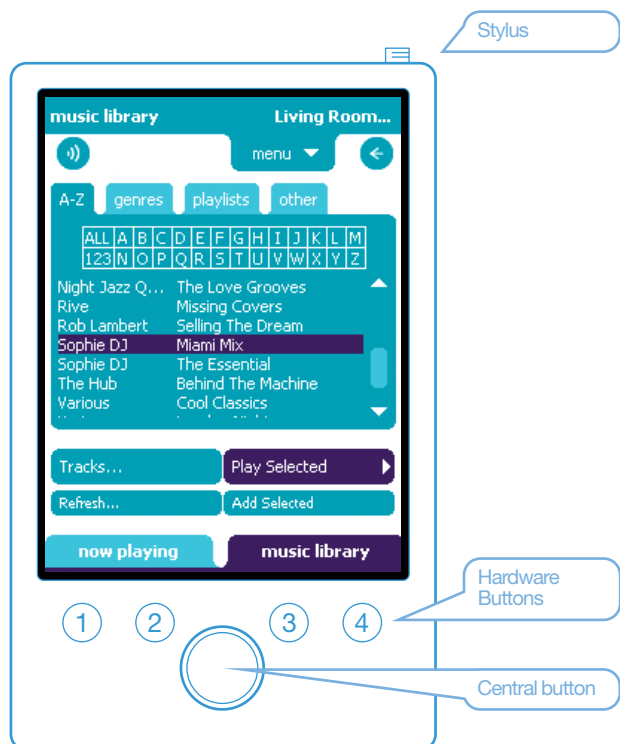 Stylus
music library Living Room...
menu
A-Z genres playlists other
ALL A B C D E F G H I J K L M
123 N O P Q R S T U V W X Y Z
Night Jazz Q... The Love Grooves
Rive Missing Covers
Rob Lambert Selling The Dream
Sophie DJ Miami Mix
Sophie DJ The Essential
The Hub Behind The Machine
Various Cool Classics
Tracks... Play Selected
Refresh... Add Selected
now playing music library
Hardware
Buttons
1 2 3 4
Central button